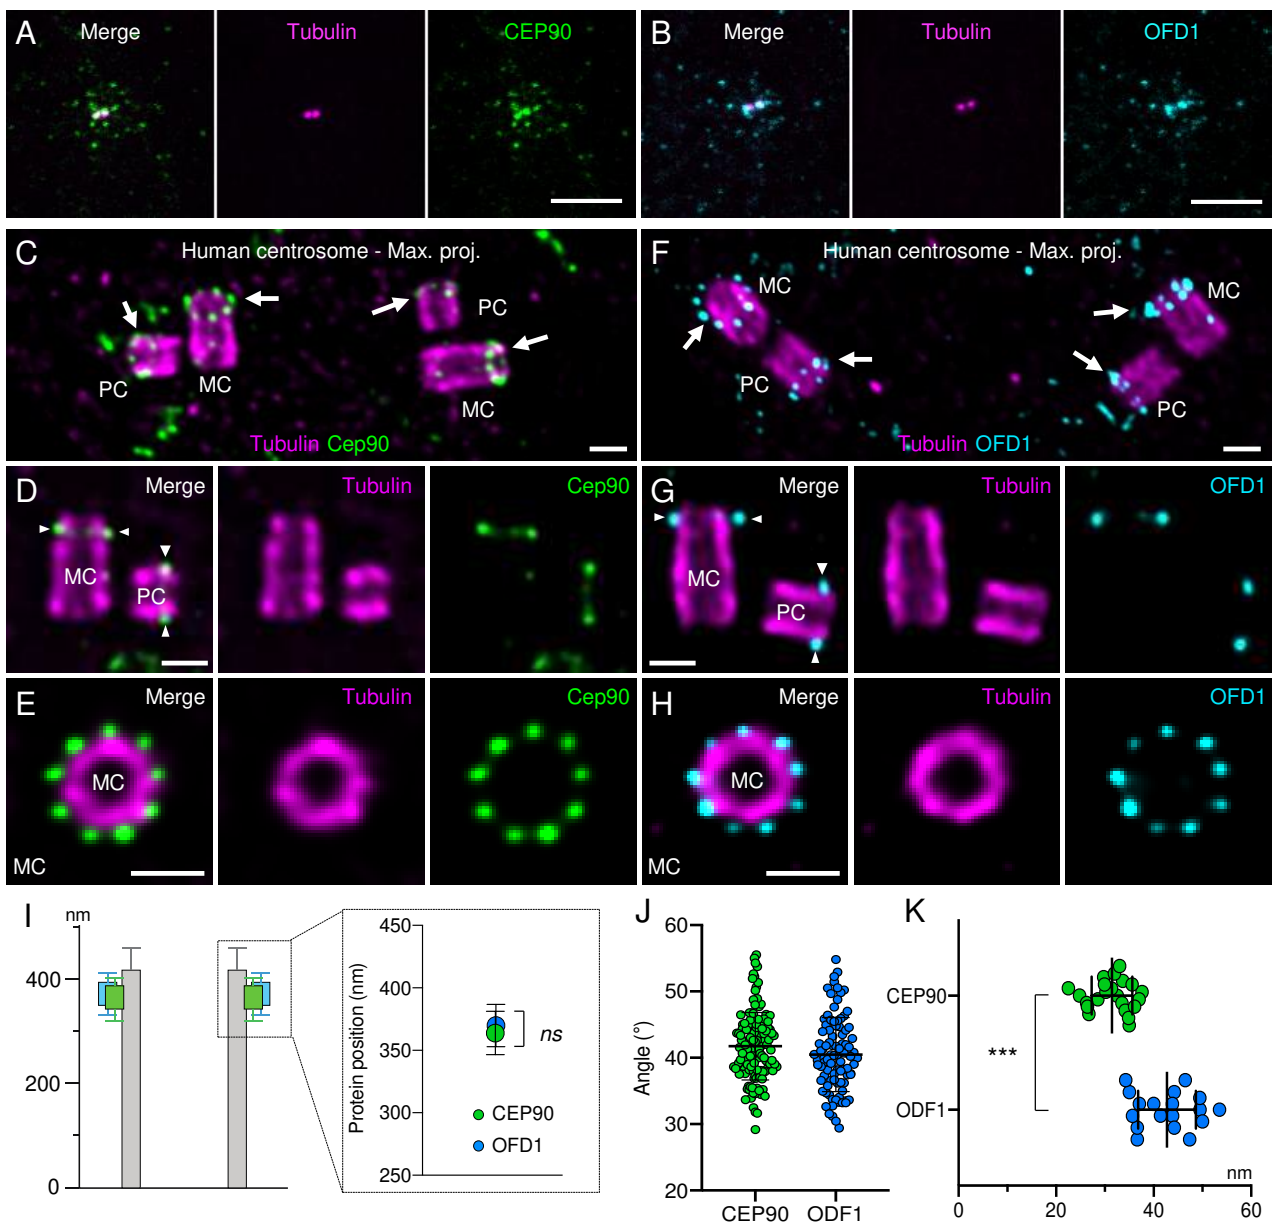 A
Merge
Tubulin
CEP90
B
Merge
Tubulin
OFD1
C
Human centrosome - Max. proj.
PC
MC
PC
MC
Tubulin Cep90
F
Human centrosome - Max. proj.
MC
PC
MC
PC
Tubulin OFD1
D
Merge
Tubulin
Cep90
MC
PC
G
Merge
Tubulin
OFD1
MC
PC
E
Merge
Tubulin
Cep90
MC
MC
H
Merge
Tubulin
OFD1
MC
MC
I
nm
400
200
0
Protein position (nm)
450
400
350
300
250
ns
CEP90
OFD1
J
Angle (°)
60
50
40
30
20
CEP90
ODF1
K
CEP90
***
ODF1
nm
0
20
40
60